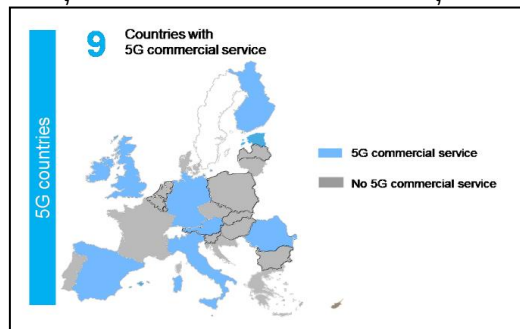 9
Countries with
5G commercial service
5G countries
5G commercial service
No 5G commercial service